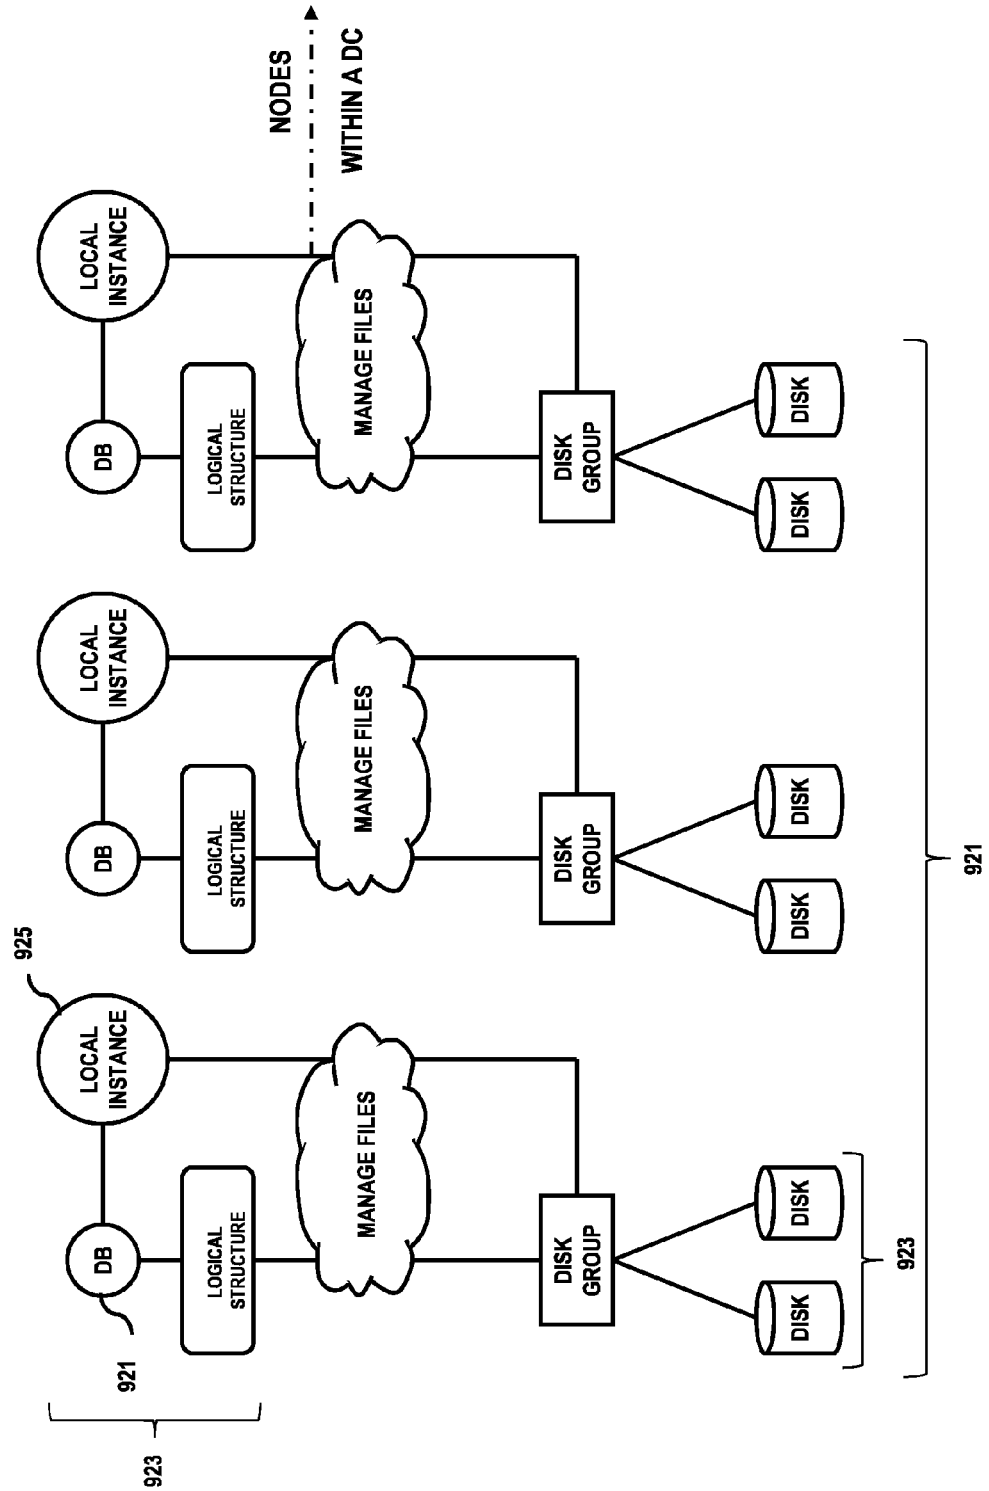 925
DB
LOCAL
INSTANCE
DB
LOCAL
INSTANCE
DB
LOCAL
INSTANCE
921
923
LOGICAL
STRUCTURE
LOGICAL
STRUCTURE
LOGICAL
STRUCTURE
NODES
WITHIN A DC
MANAGE FILES
MANAGE FILES
MANAGE FILES
DISK
GROUP
DISK
GROUP
DISK
GROUP
DISK
DISK
DISK
DISK
DISK
DISK
923
921